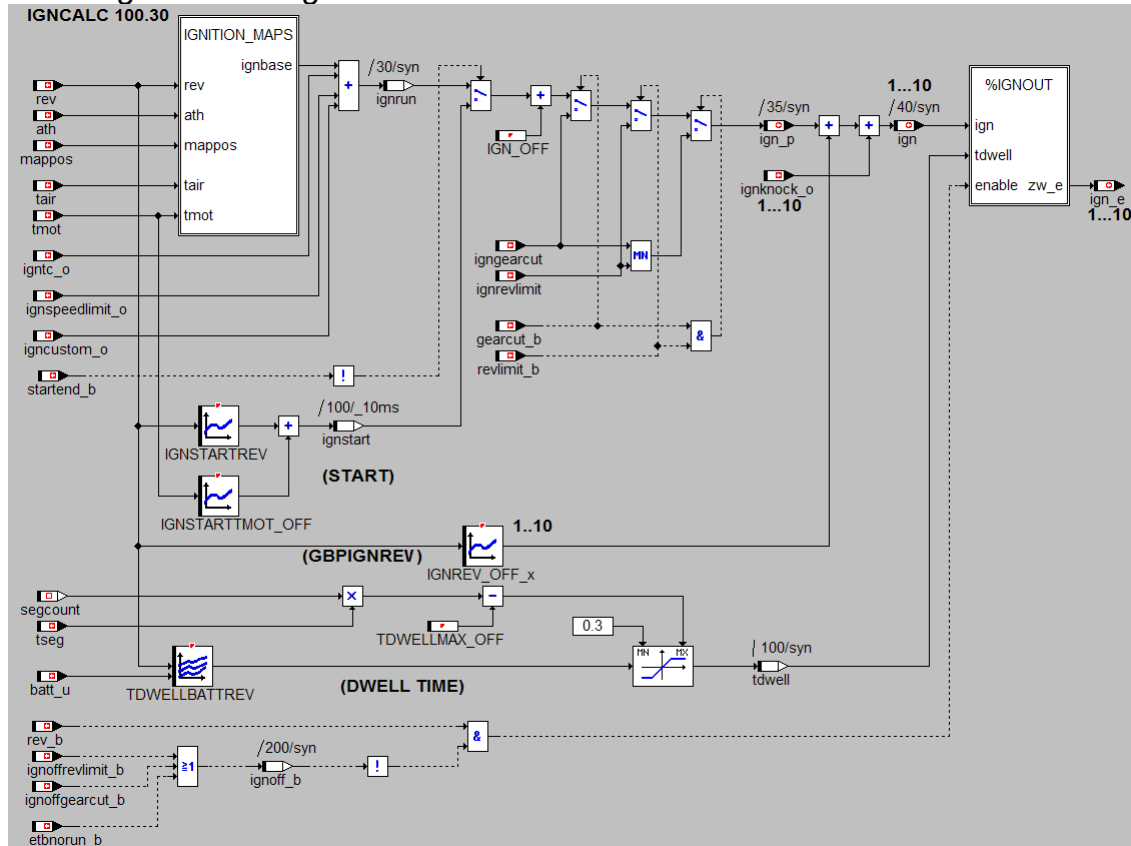 IGNCALC 100.30
IGNITION_MAPS
ignbase
rev
ath
mappos
tair
tmot
rev
ath
mappos
tair
tmot
igntc_o
ignspeedlimit_o
igncustom_o
startend_b
+
/30/syn
ignrun
+
IGN_OFF
igngearcut
ignrevlimit
MN
gearcut_b
revlimit_b
&
!
/35/syn
ign_p
+
+
1...10
/40/syn
ign
ignknock_o
1...10
%IGNOUT
ign
tdwell
enable zw_e
ign_e
1...10
IGNSTARTREV
+
/100/_10ms
ignstart
(START)
IGNSTARTTMOT_OFF
1..10
(GBPIGNREV)
IGNREV_OFF_x
segcount
tseg
×
−
TDWELLMAX_OFF
0.3
MN MX
/100/syn
tdwell
batt_u
TDWELLBATTREV
(DWELL TIME)
rev_b
ignoffrevlimit_b
ignoffgearcut_b
etbnorun_b
≥1
/200/syn
ignoff_b
!
&